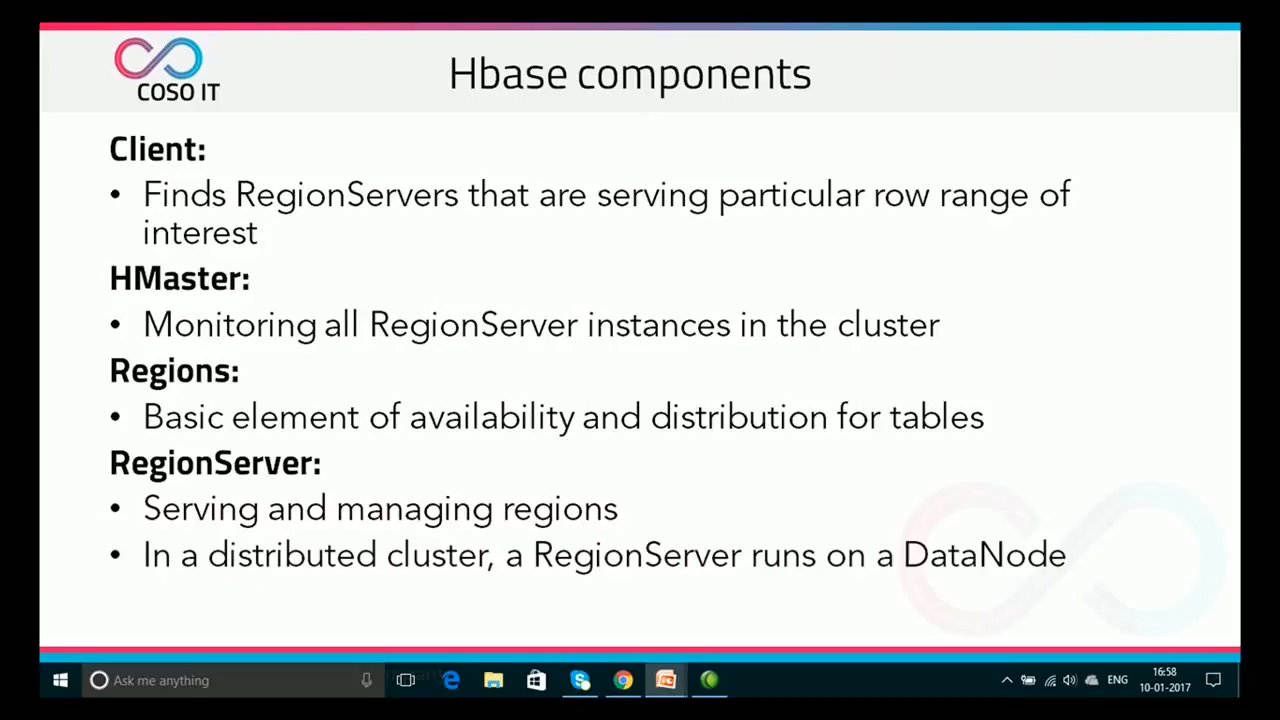 COSO IT
Hbase components
Client:
• Finds RegionServers that are serving particular row range of
interest
HMaster:
• Monitoring all RegionServer instances in the cluster
Regions:
• Basic element of availability and distribution for tables
RegionServer:
• Serving and managing regions
• In a distributed cluster, a RegionServer runs on a DataNode
Ask me anything
ENG
16:58
10-01-2017